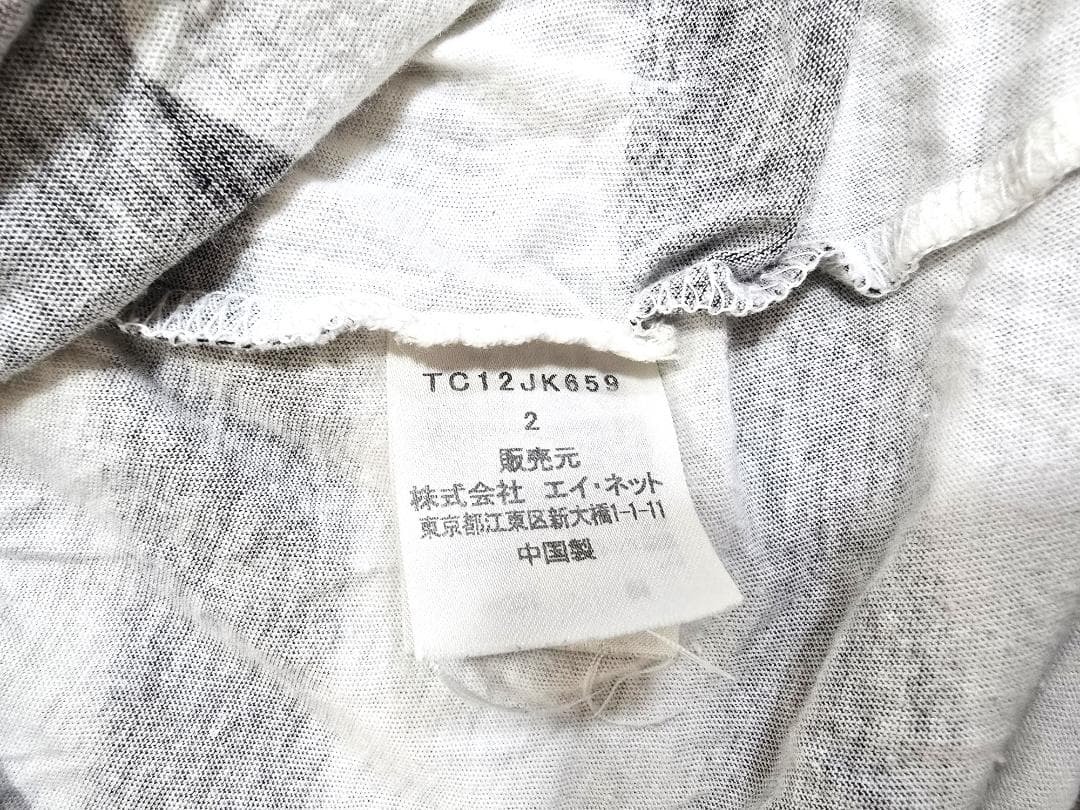 TC12JK659
2
販売元
株式会社 エイ・ネット
東京都江東区新大橋1-1-11
中国製